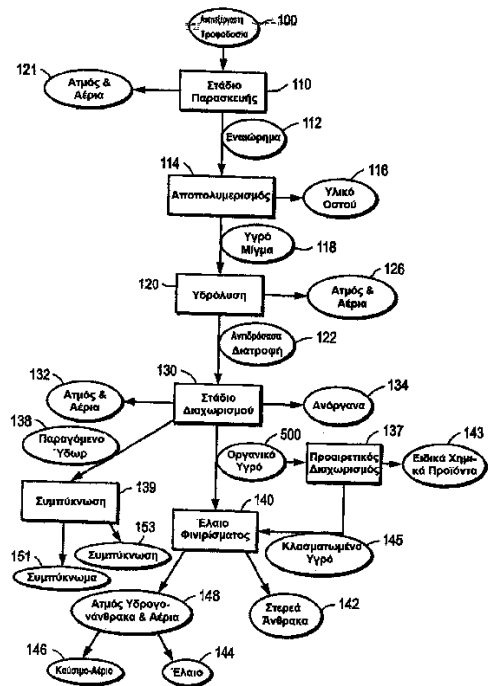 Ακατέργαστη
Τροφοδοσία
100
121
Ατμός &
Αέρια
Στάδιο
Παρασκευής
110
Εναιώρημα
112
114
Αποπολυμερισμός
116
Υλικό
Οστού
Υγρό
Μίγμα
118
120
Υδρόλυση
126
Ατμός &
Αέρια
Αντιδράσασα
Διατροφή
122
130
132
Ατμός &
Αέρια
Στάδιο
Διαχωρισμού
134
Ανόργανα
138
Παραγόμενο
Ύδωρ
500
Οργανικό
Υγρό
137
Προαιρετικός
Διαχωρισμός
143
Ειδικά Χημι-
κά Προϊόντα
Συμπύκνωση
139
140
Έλαιο
Φινιρίσματος
153
Συμπύκνωση
Κλασματωμένο
Υγρό
145
151
Συμπύκνωμα
Ατμός Υδρογο-
νάνθρακα & Αέρια
148
Στερεά
Άνθρακα
142
146
Καύσιμο-Αέριο
Έλαιο
144